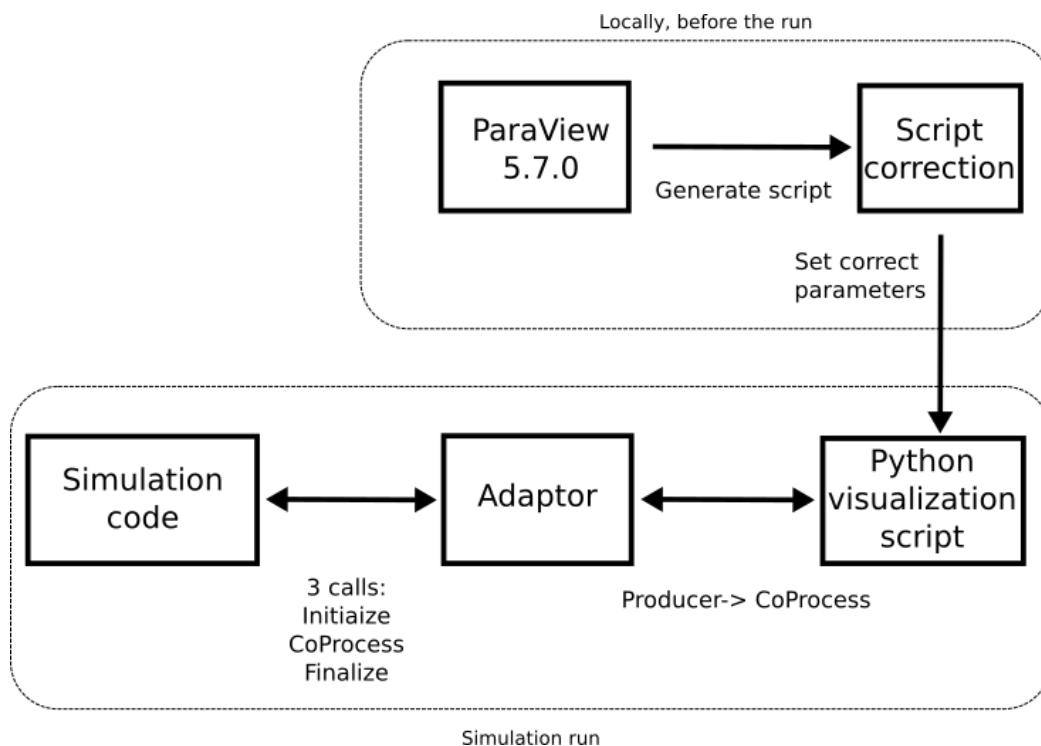 Locally, before the run
ParaView
5.7.0
Generate script
Script
correction
Set correct
parameters
Simulation
code
Adaptor
Python
visualization
script
3 calls:
Initiaize
CoProcess
Finalize
Producer-> CoProcess
Simulation run